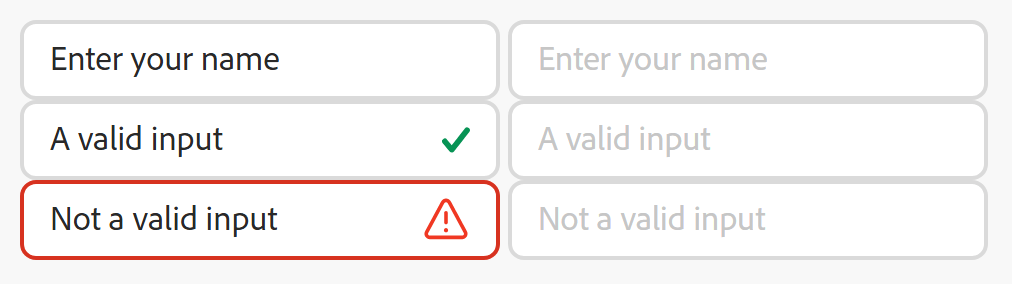 Enter your name Enter your name
A valid input A valid input
Not a valid input Not a valid input